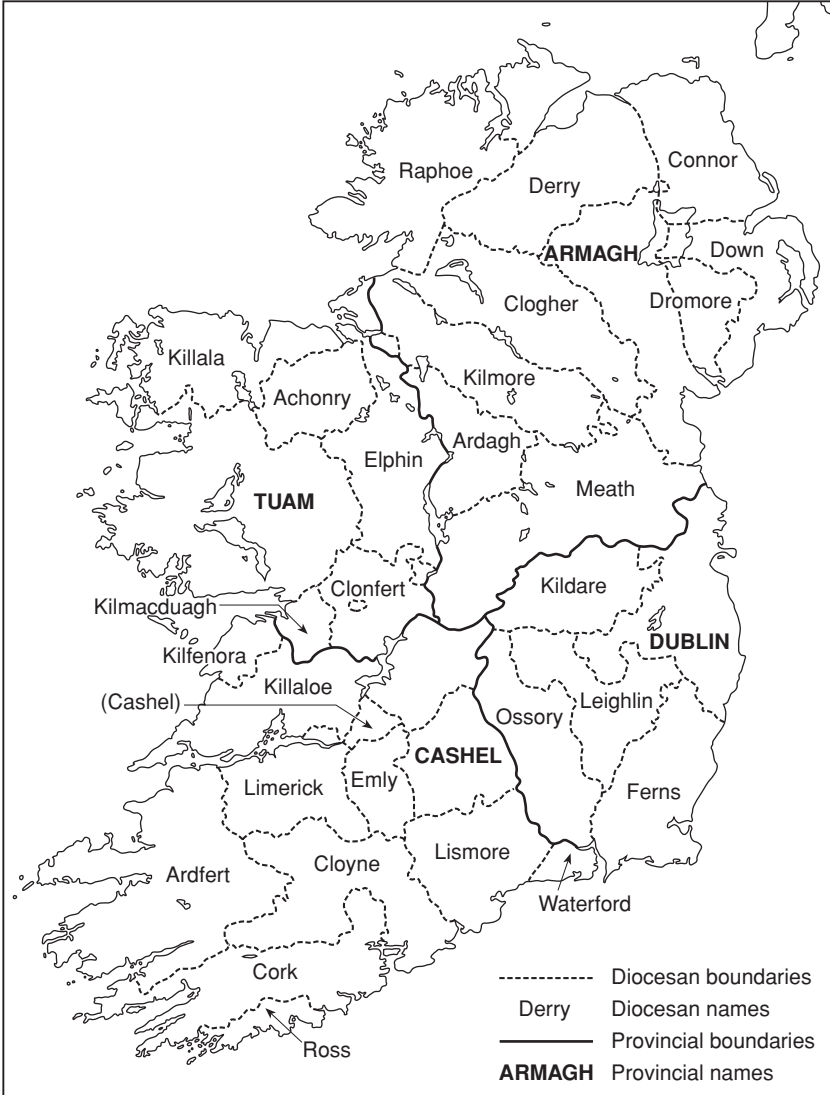 Raphoe
Derry
Connor
ARMAGH
Down
Clogher
Dromore
Killala
Kilmore
Achonry
Ardagh
Elphin
Meath
TUAM
Clonfert
Kildare
Kilmacduagh
DUBLIN
Kilfenora
Killaloe
(Cashel)
Leighlin
Ossory
CASHEL
Emly
Limerick
Ferns
Lismore
Cloyne
Ardfert
Waterford
Cork
Ross
Diocesan boundaries
Derry Diocesan names
Provincial boundaries
ARMAGH Provincial names